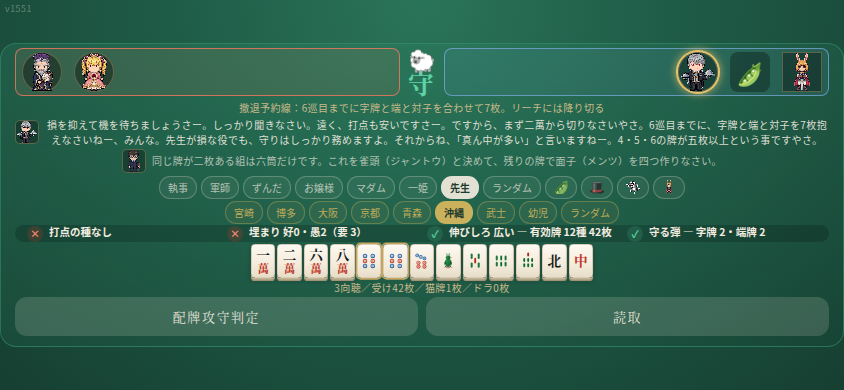 v1551
守
撤退予約線：6巡目までに字牌と端と対子を合わせて7枚。リーチには降り切る
損を抑えて機を待ちましょうさー。しっかり聞きなさい。遠く、打点も安いですさー。ですから、まず二萬から切りなさいやさ。6巡目までに、字牌と端と対子を7枚抱
えなさいねー、みんな。先生が損な役でも、守りはしっかり務めますよ。それからね、「真ん中が多い」と言いますねー。4・5・6の牌が五枚以上という事ですやさ。
同じ牌が二枚ある組は六筒だけです。これを雀頭（ジャントウ）と決めて、残りの牌で面子（メンツ）を四つ作りなさい。
執事 軍師 ずんだ お嬢様 マダム 一姫 先生 ランダム
宮崎 博多 大阪 京都 青森 沖縄 武士 幼児 ランダム
打点の種なし 埋まり 好0・愚2（要 3） 伸びしろ 広い ― 有効牌 12種 42枚 守る弾 ― 字牌 2・端牌 2
一萬 二萬 六萬 八萬 北 中
3向聴／受け42枚／猫牌1枚／ドラ0枚
配牌攻守判定 読取